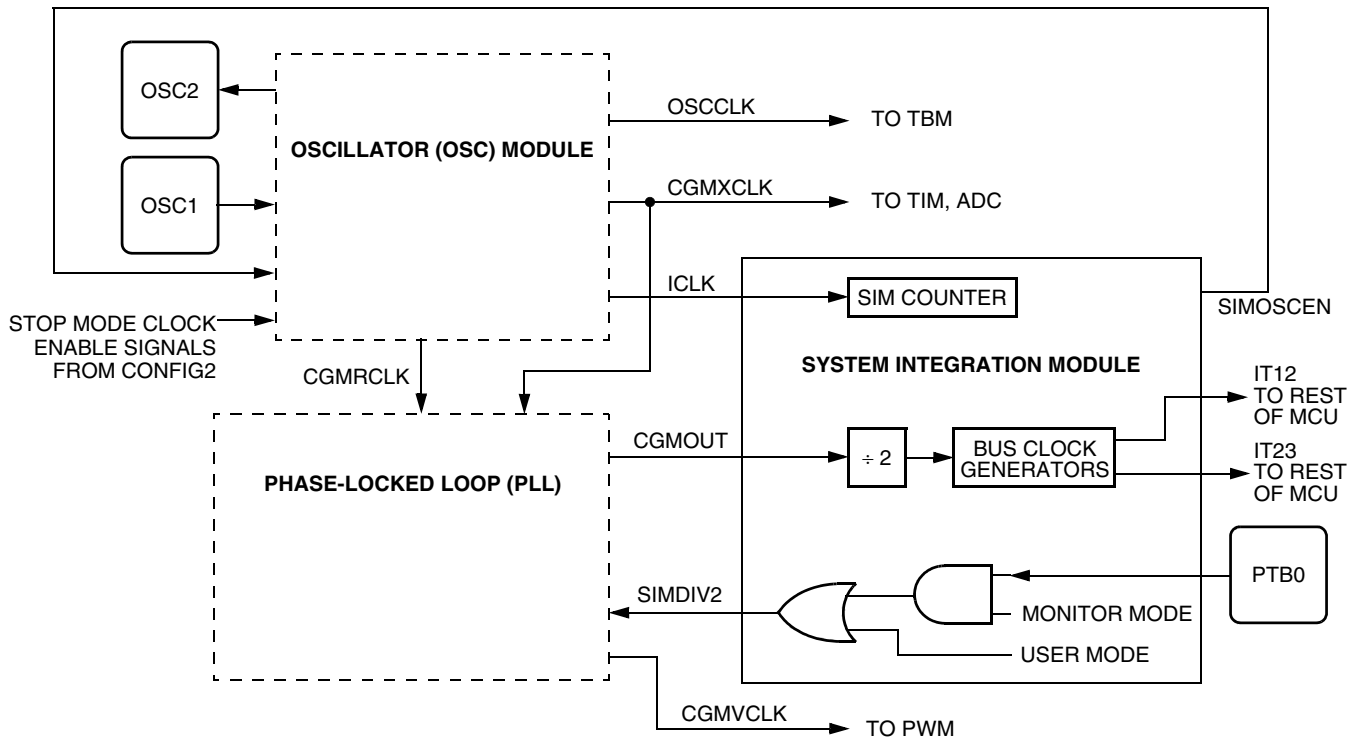 OSC2
OSCCLK
TO TBM
OSCILLATOR (OSC) MODULE
OSC1
CGMXCLK
TO TIM, ADC
ICLK
SIM COUNTER
SIMOSCEN
STOP MODE CLOCK
ENABLE SIGNALS
FROM CONFIG2
CGMRCLK
SYSTEM INTEGRATION MODULE
IT12
TO REST
OF MCU
CGMOUT
÷ 2
BUS CLOCK
GENERATORS
IT23
TO REST
OF MCU
PHASE-LOCKED LOOP (PLL)
PTB0
SIMDIV2
MONITOR MODE
USER MODE
CGMVCLK
TO PWM